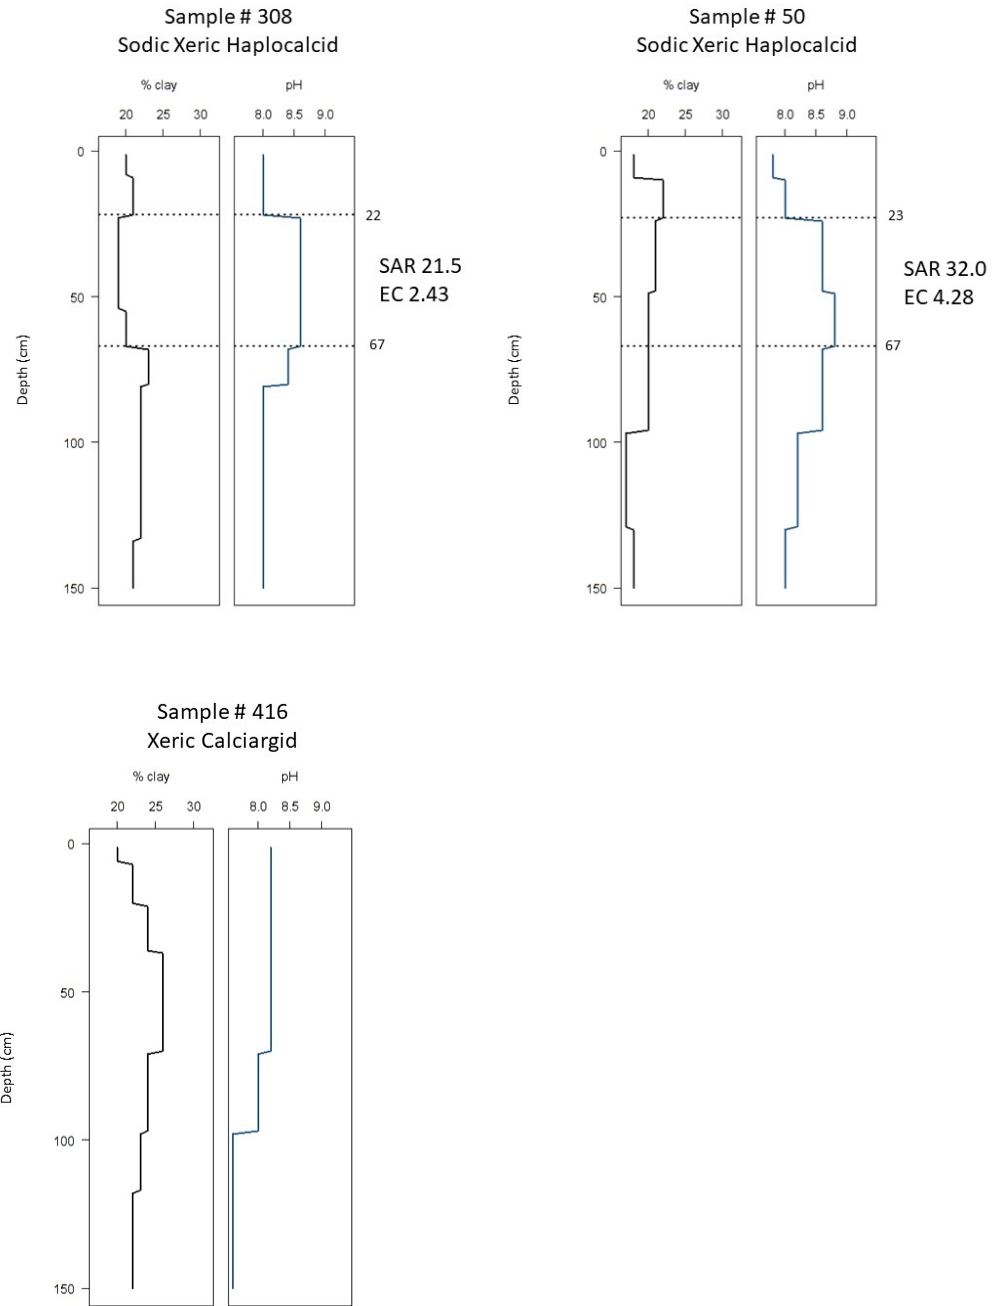 Sample # 308
Sodic Xeric Haplocalcid
% clay pH
20 25 30 8.0 8.5 9.0
0
22
SAR 21.5
EC 2.43
50
67
Depth (cm)
100
150
Sample # 50
Sodic Xeric Haplocalcid
% clay pH
20 25 30 8.0 8.5 9.0
0
23
SAR 32.0
EC 4.28
50
67
Depth (cm)
100
150
Sample # 416
Xeric Calciargid
% clay pH
20 25 30 8.0 8.5 9.0
0
50
Depth (cm)
100
150